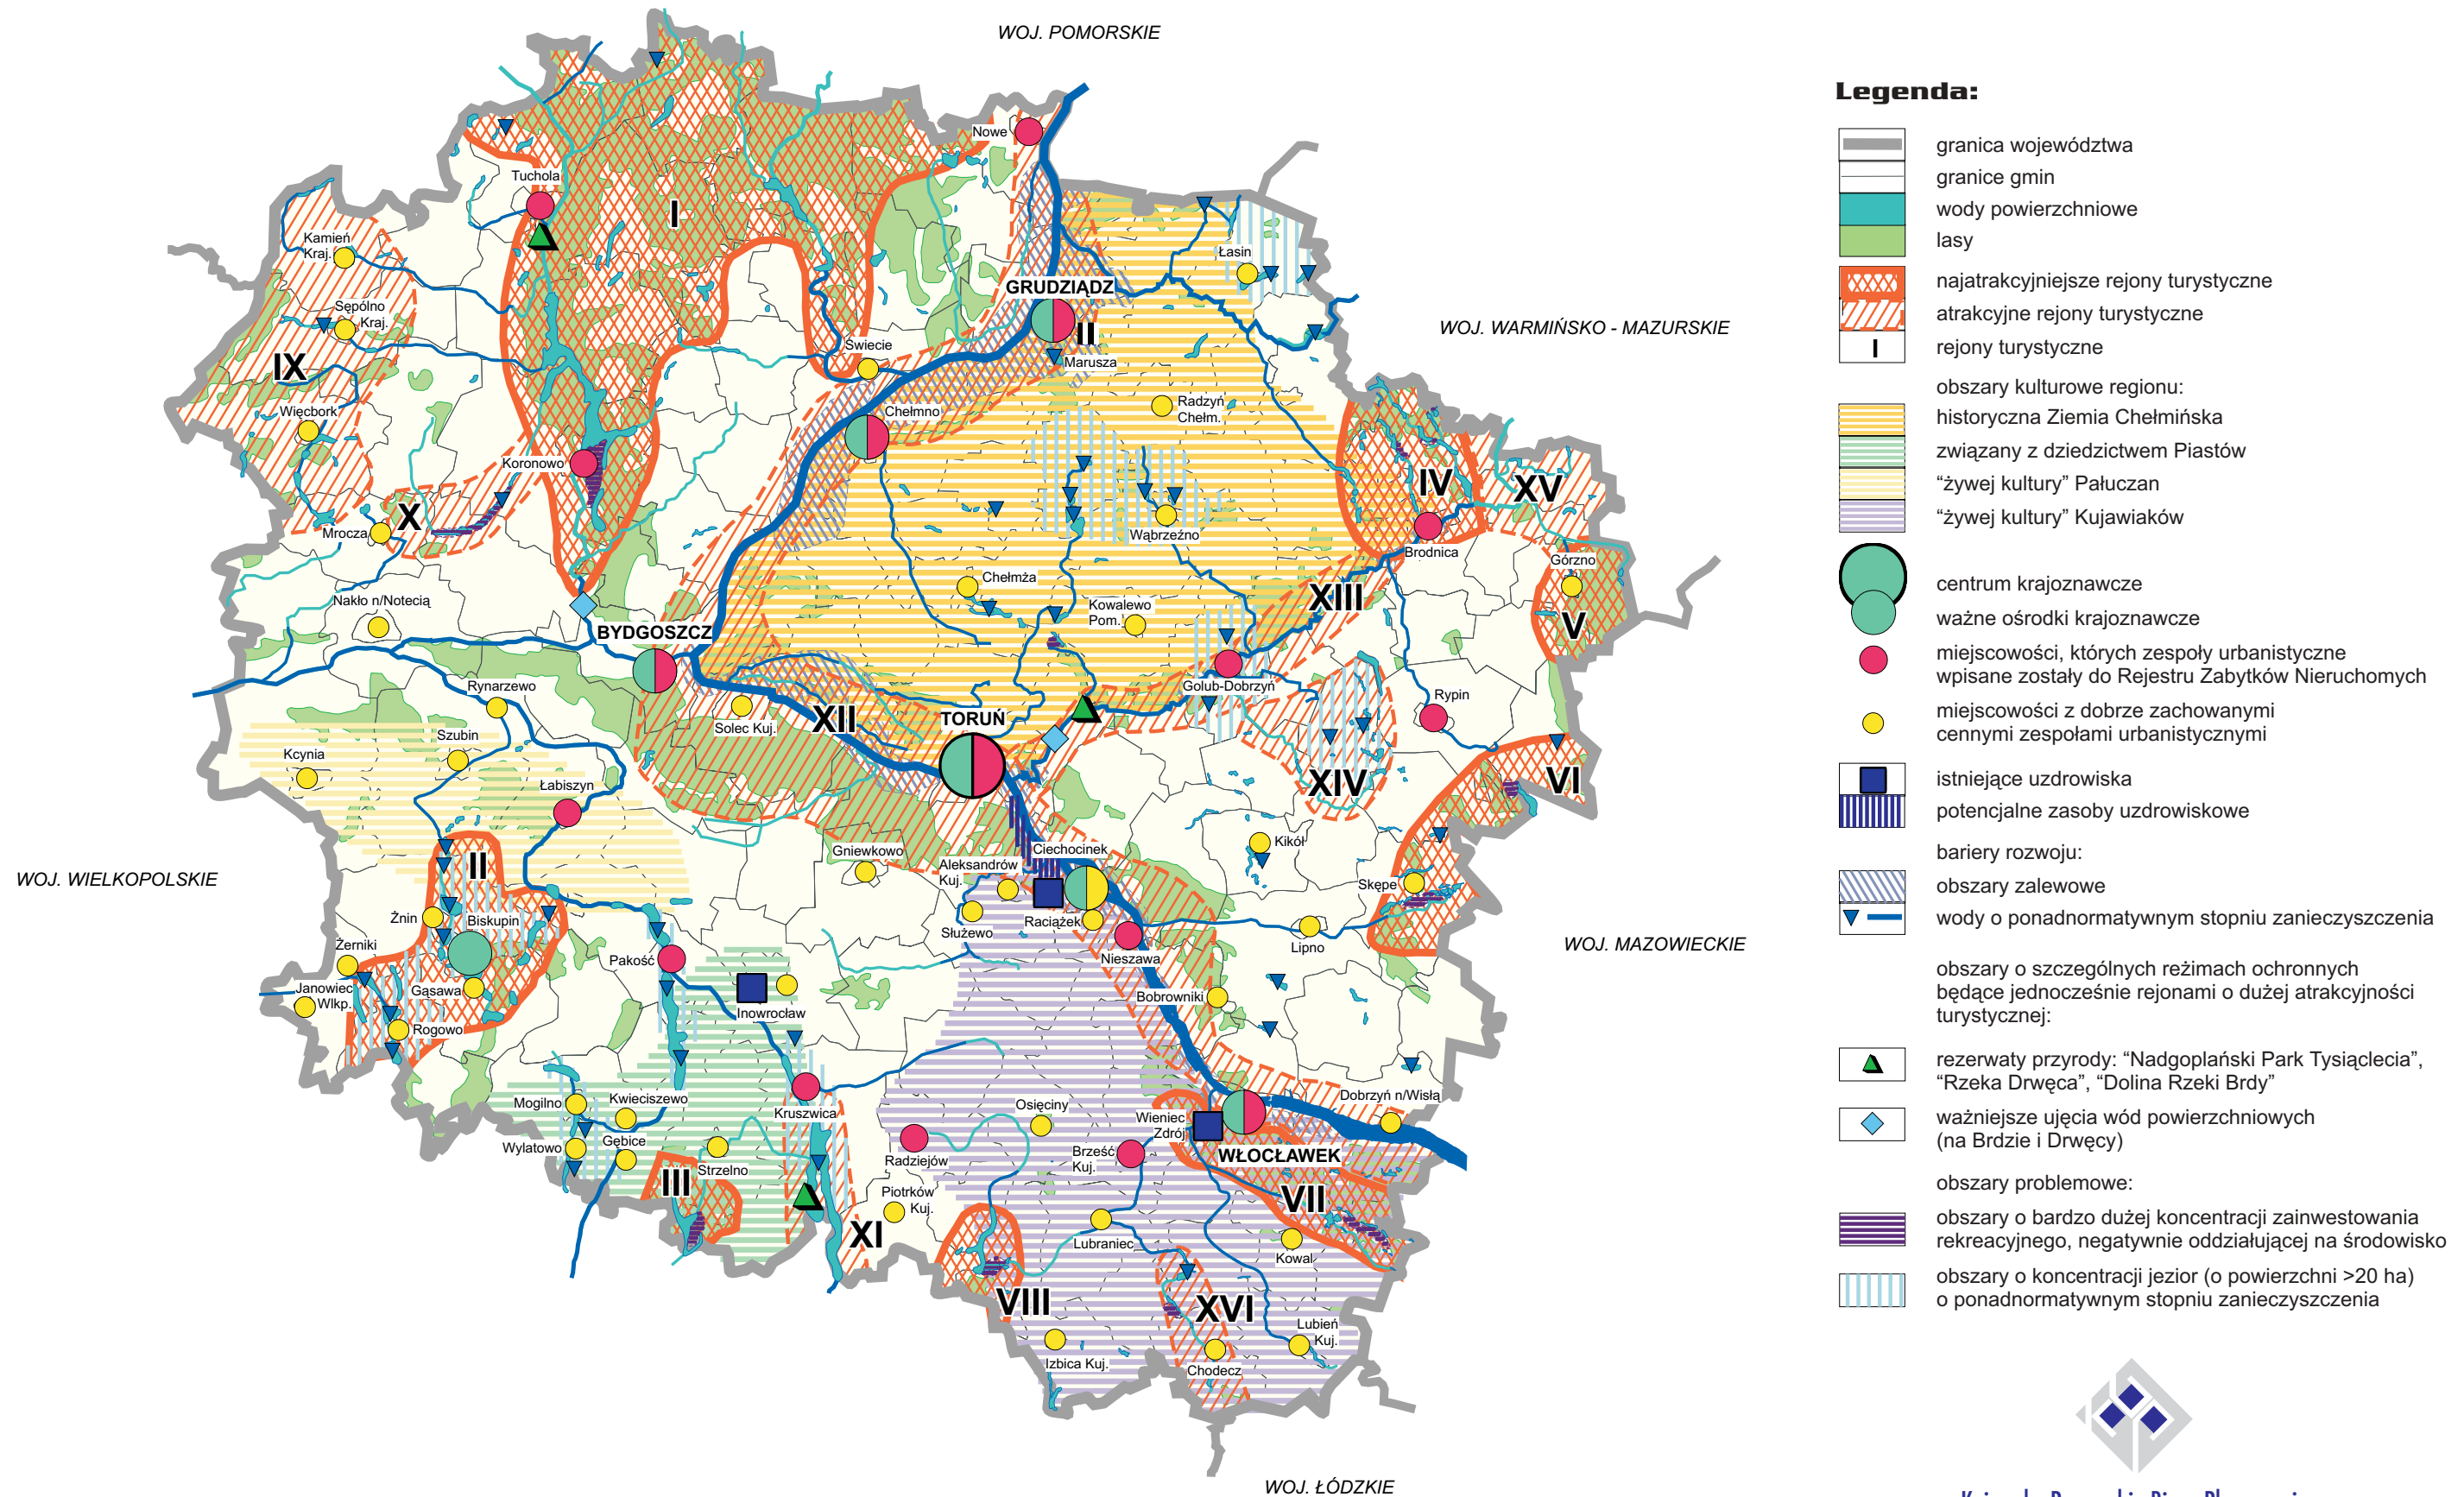 WOJ. POMORSKIE
Nowe
Tuchola
I
Kamień
Kraj.
Łasin
GRUDZIĄDZ
Sępólno
Kraj.
WOJ. WARMIŃSKO - MAZURSKIE
II
Świecie
Marusza
IX
Więcbork
Chełmno
Radzyń
Chełm.
Koronowo
IV
XV
X
Mrocza
Wąbrzeźno
Brodnica
Górzno
Chełmża
Nakło n/Notecią
Kowalewo
Pom.
XIII
V
BYDGOSZCZ
Rynarzewo
Golub-Dobrzyń
Rypin
Solec Kuj.
XII
TORUŃ
Szubin
Kcynia
Łabiszyn
XIV
VI
Gniewkowo
Ciechocinek
Kikół
Aleksandrów
Kuj.
WOJ. WIELKOPOLSKIE
II
Skępe
Żnin
Biskupin
Raciążek
Służewo
Lipno
WOJ. MAZOWIECKIE
Żerniki
Pakość
Nieszawa
Janowiec
Wlkp.
Gąsawa
Bobrowniki
Inowrocław
Rogowo
Mogilno
Kwieciszewo
Kruszwica
Osięciny
Wieniec
Zdrój
Dobrzyń n/Wisłą
Wylatowo
Gębice
Strzelno
Radziejów
Brześć
Kuj.
WŁOCŁAWEK
III
Piotrków
Kuj.
VII
XI
Lubraniec
Kowal
VIII
XVI
Lubień
Kuj.
Izbica Kuj.
Chodecz
WOJ. ŁÓDZKIE
Legenda:
granica województwa
granice gmin
wody powierzchniowe
lasy
najatrakcyjniejsze rejony turystyczne
atrakcyjne rejony turystyczne
I rejony turystyczne
obszary kulturowe regionu:
historyczna Ziemia Chełmińska
związany z dziedzictwem Piastów
“żywej kultury” Pałuczan
“żywej kultury” Kujawiaków
centrum krajoznawcze
ważne ośrodki krajoznawcze
miejscowości, których zespoły urbanistyczne
wpisane zostały do Rejestru Zabytków Nieruchomych
miejscowości z dobrze zachowanymi
cennymi zespołami urbanistycznymi
istniejące uzdrowiska
potencjalne zasoby uzdrowiskowe
bariery rozwoju:
obszary zalewowe
wody o ponadnormatywnym stopniu zanieczyszczenia
obszary o szczególnych reżimach ochronnych
będące jednocześnie rejonami o dużej atrakcyjności
turystycznej:
rezerwaty przyrody: “Nadgoplański Park Tysiąclecia”,
“Rzeka Drwęca”, “Dolina Rzeki Brdy”
ważniejsze ujęcia wód powierzchniowych
(na Brdzie i Drwęcy)
obszary problemowe:
obszary o bardzo dużej koncentracji zainwestowania
rekreacyjnego, negatywnie oddziałującej na środowisko
obszary o koncentracji jezior (o powierzchni >20 ha)
o ponadnormatywnym stopniu zanieczyszczenia